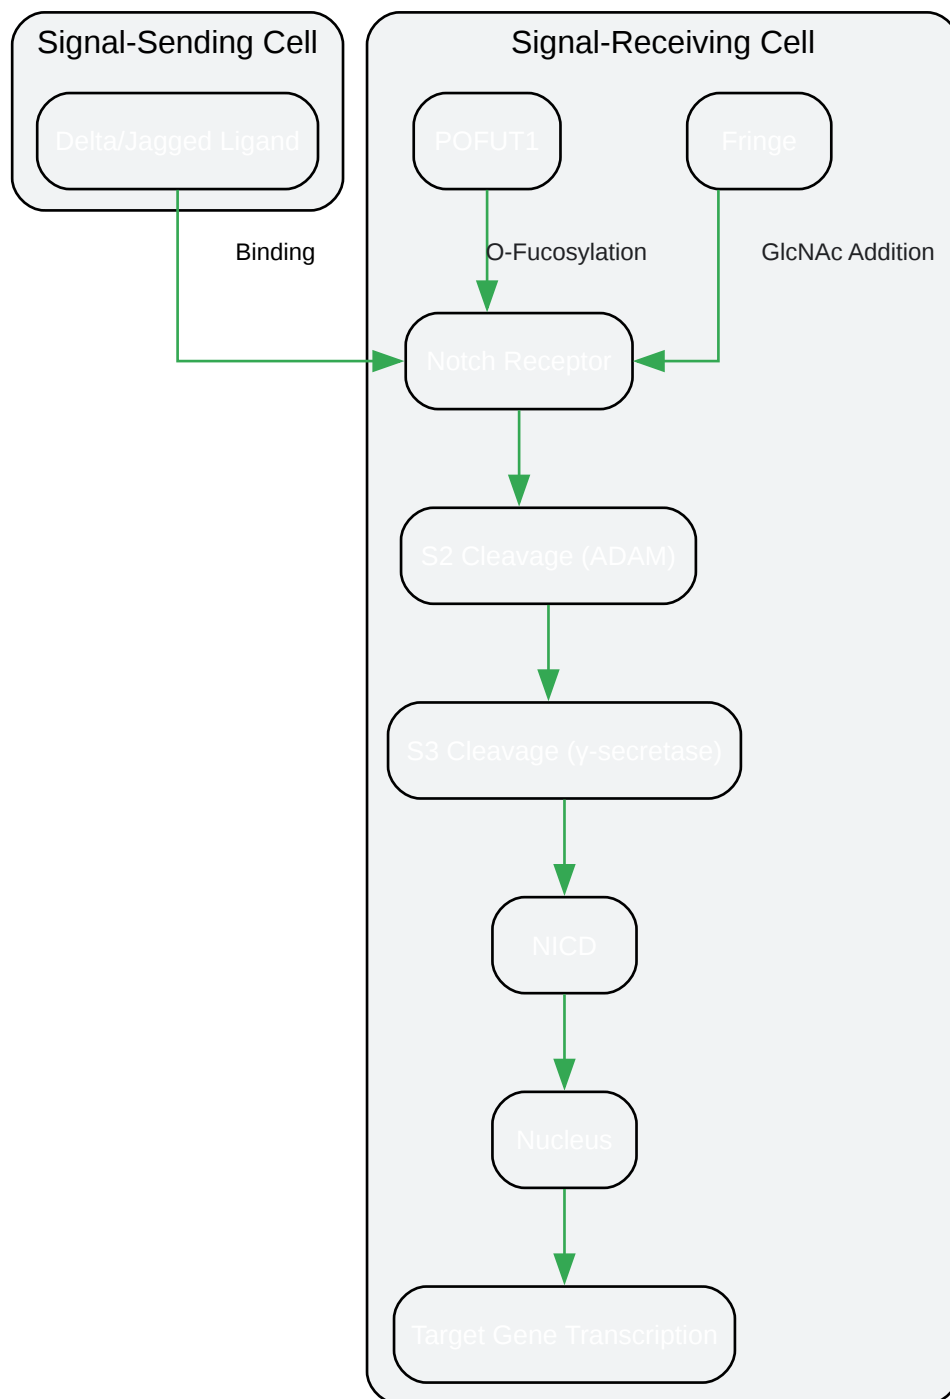 Signal-Sending Cell
Signal-Receiving Cell
Delta/Jagged Ligand
POFUT1
Fringe
Binding
O-Fucosylation
GlcNAc Addition
Notch Receptor
S2 Cleavage (ADAM)
S3 Cleavage (γ-secretase)
NICD
Nucleus
Target Gene Transcription